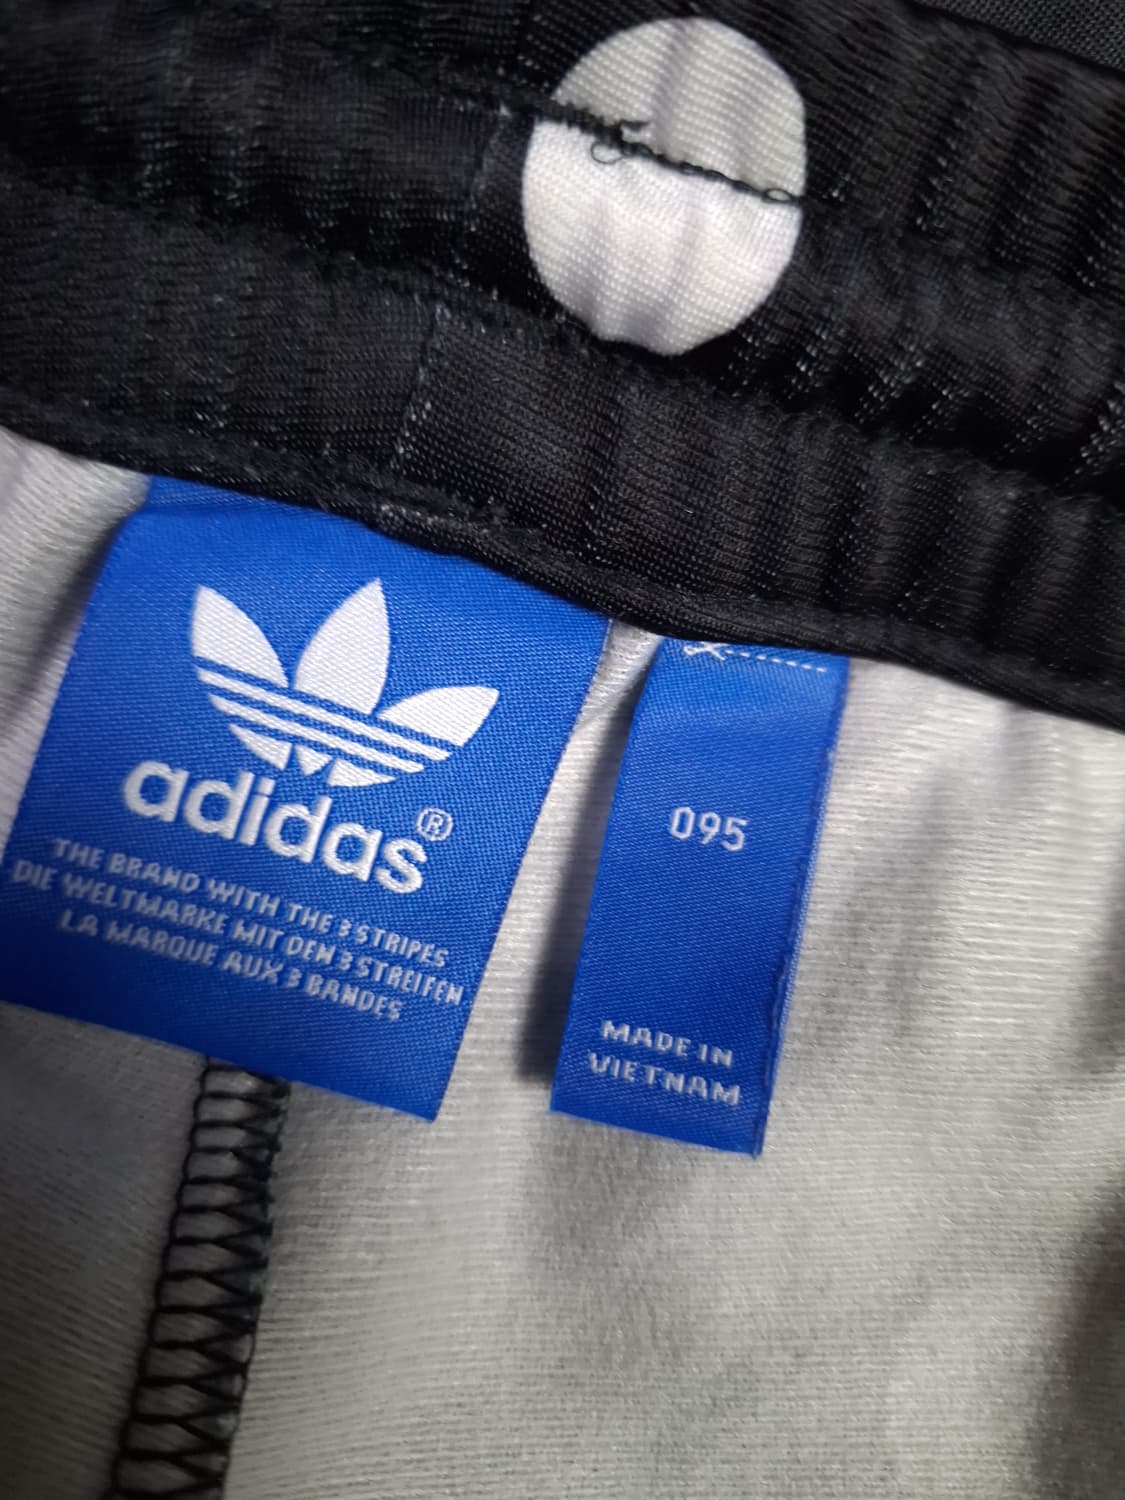 adidas®
THE BRAND WITH THE 3 STRIPES
DIE WELTMARKE MIT DEN 3 STREIFEN
LA MARQUE AUX 3 BANDES
095
MADE IN
VIETNAM